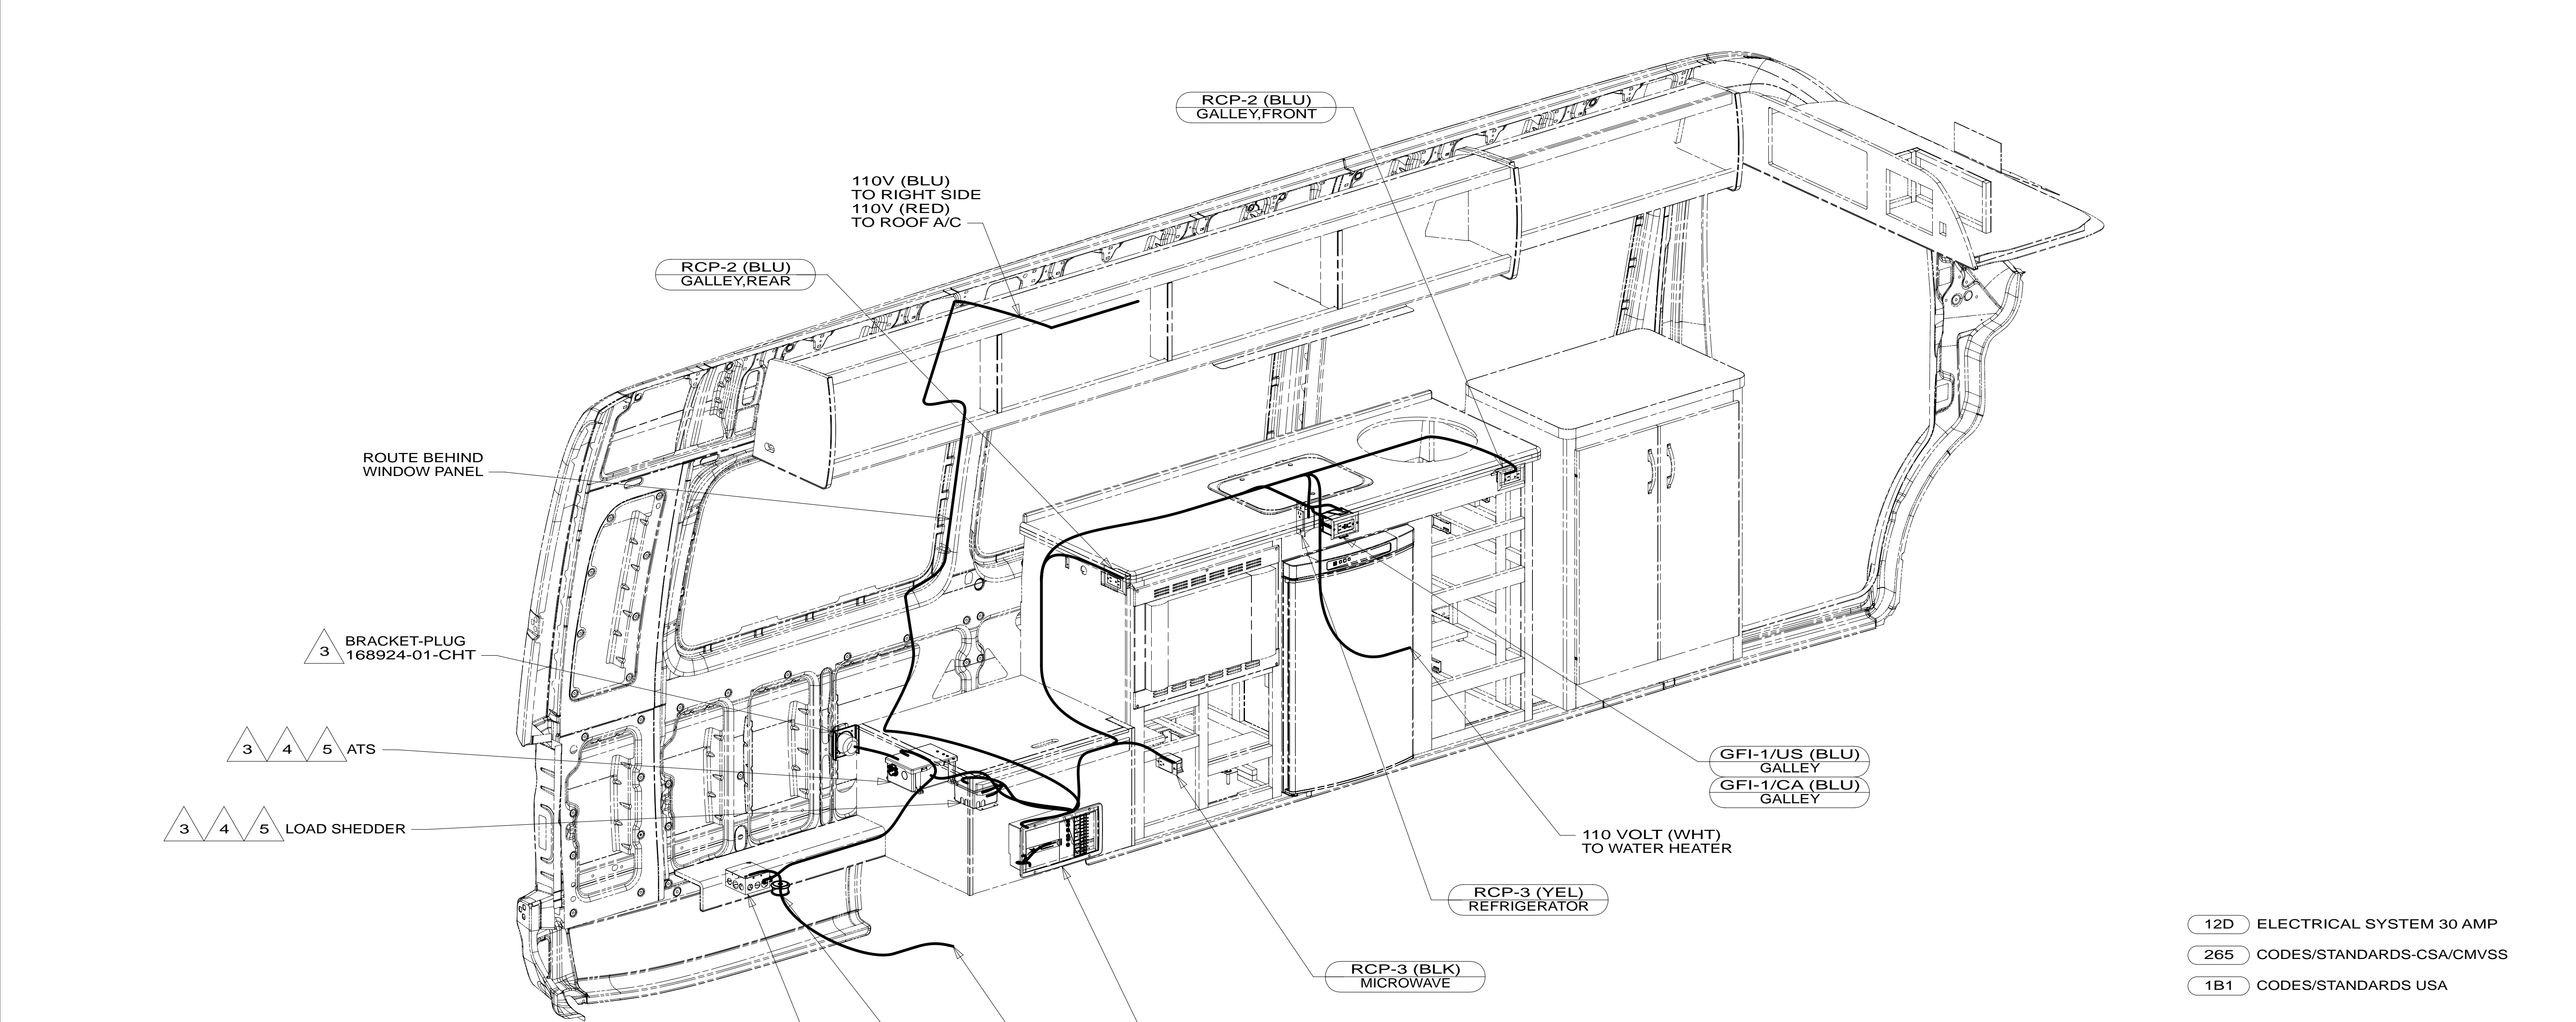 RCP-2 (BLU)
GALLEY,FRONT
110V (BLU)
TO RIGHT SIDE
110V (RED)
TO ROOF A/C
RCP-2 (BLU)
GALLEY,REAR
ROUTE BEHIND
WINDOW PANEL
3 BRACKET-PLUG
168924-01-CHT
3 4 5 ATS
3 4 5 LOAD SHEDDER
GFI-1/US (BLU)
GALLEY
GFI-1/CA (BLU)
GALLEY
110 VOLT (WHT)
TO WATER HEATER
RCP-3 (YEL)
REFRIGERATOR
RCP-3 (BLK)
MICROWAVE
12D ELECTRICAL SYSTEM 30 AMP
265 CODES/STANDARDS-CSA/CMVSS
1B1 CODES/STANDARDS USA